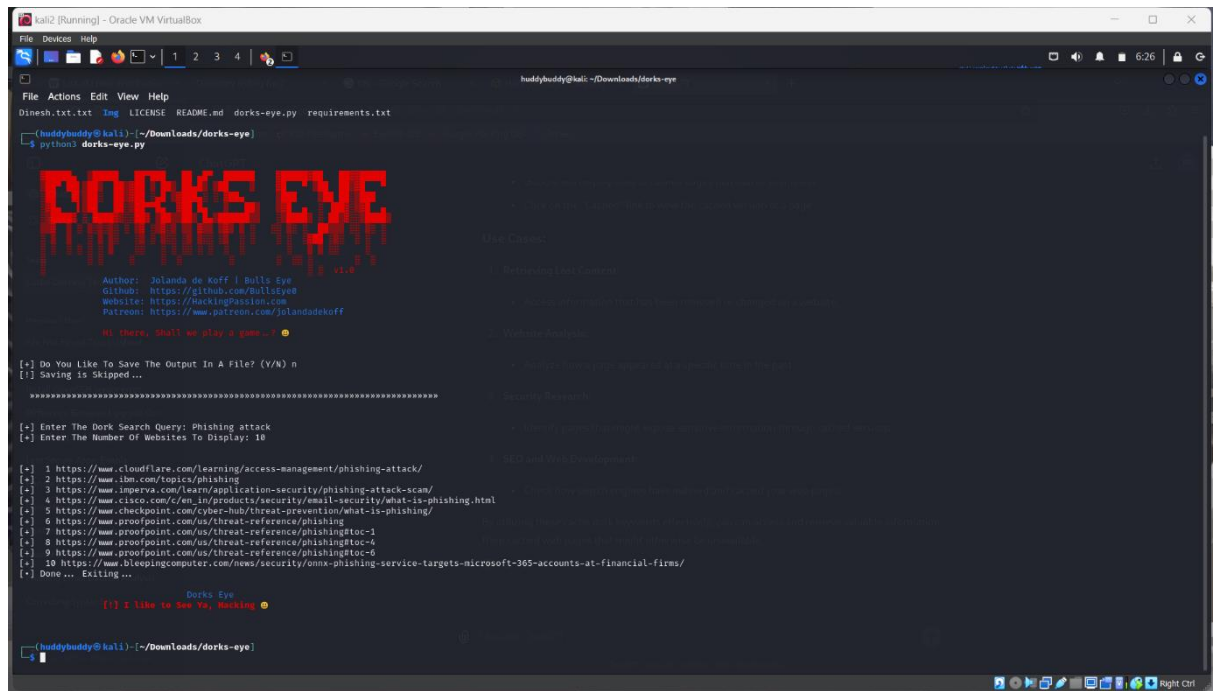 kali2 [Running] - Oracle VM VirtualBox
File Devices Help
1 2 3 4
6:26
huddybuddy@kali: ~/Downloads/dorks-eye
File Actions Edit View Help
Dinesh.txt.txt Img LICENSE README.md dorks-eye.py requirements.txt
(huddybuddy㉿kali)-[~/Downloads/dorks-eye]
$ python3 dorks-eye.py
DORKS EYE
v1.0
Author: Jolanda de Koff | Bulls Eye
Github: https://github.com/BullsEye0
Website: https://HackingPassion.com
Patreon: https://www.patreon.com/jolandadekoff
Hi there, Shall we play a game…? 😃
[+] Do You Like To Save The Output In A File? (Y/N) n
[!] Saving is Skipped…
»»»»»»»»»»»»»»»»»»»»»»»»»»»»»»»»»»»»»»»»»»»»»»»»»»»»»»»»»»»»»»»»»»»»»»»»»»»»»»
[+] Enter The Dork Search Query: Phishing attack
[+] Enter The Number Of Websites To Display: 10
[+] 1 https://www.cloudflare.com/learning/access-management/phishing-attack/
[+] 2 https://www.ibm.com/topics/phishing
[+] 3 https://www.imperva.com/learn/application-security/phishing-attack-scam/
[+] 4 https://www.cisco.com/c/en_in/products/security/email-security/what-is-phishing.html
[+] 5 https://www.checkpoint.com/cyber-hub/threat-prevention/what-is-phishing/
[+] 6 https://www.proofpoint.com/us/threat-reference/phishing
[+] 7 https://www.proofpoint.com/us/threat-reference/phishing#toc-1
[+] 8 https://www.proofpoint.com/us/threat-reference/phishing#toc-4
[+] 9 https://www.proofpoint.com/us/threat-reference/phishing#toc-6
[+] 10 https://www.bleepingcomputer.com/news/security/onnx-phishing-service-targets-microsoft-365-accounts-at-financial-firms/
[•] Done… Exiting…
Dorks Eye
[!] I like to See Ya, Hacking 😃
(huddybuddy㉿kali)-[~/Downloads/dorks-eye]
$
Use Cases:
Website Analysis
Security Research
SEO and Web Development
Right Ctrl